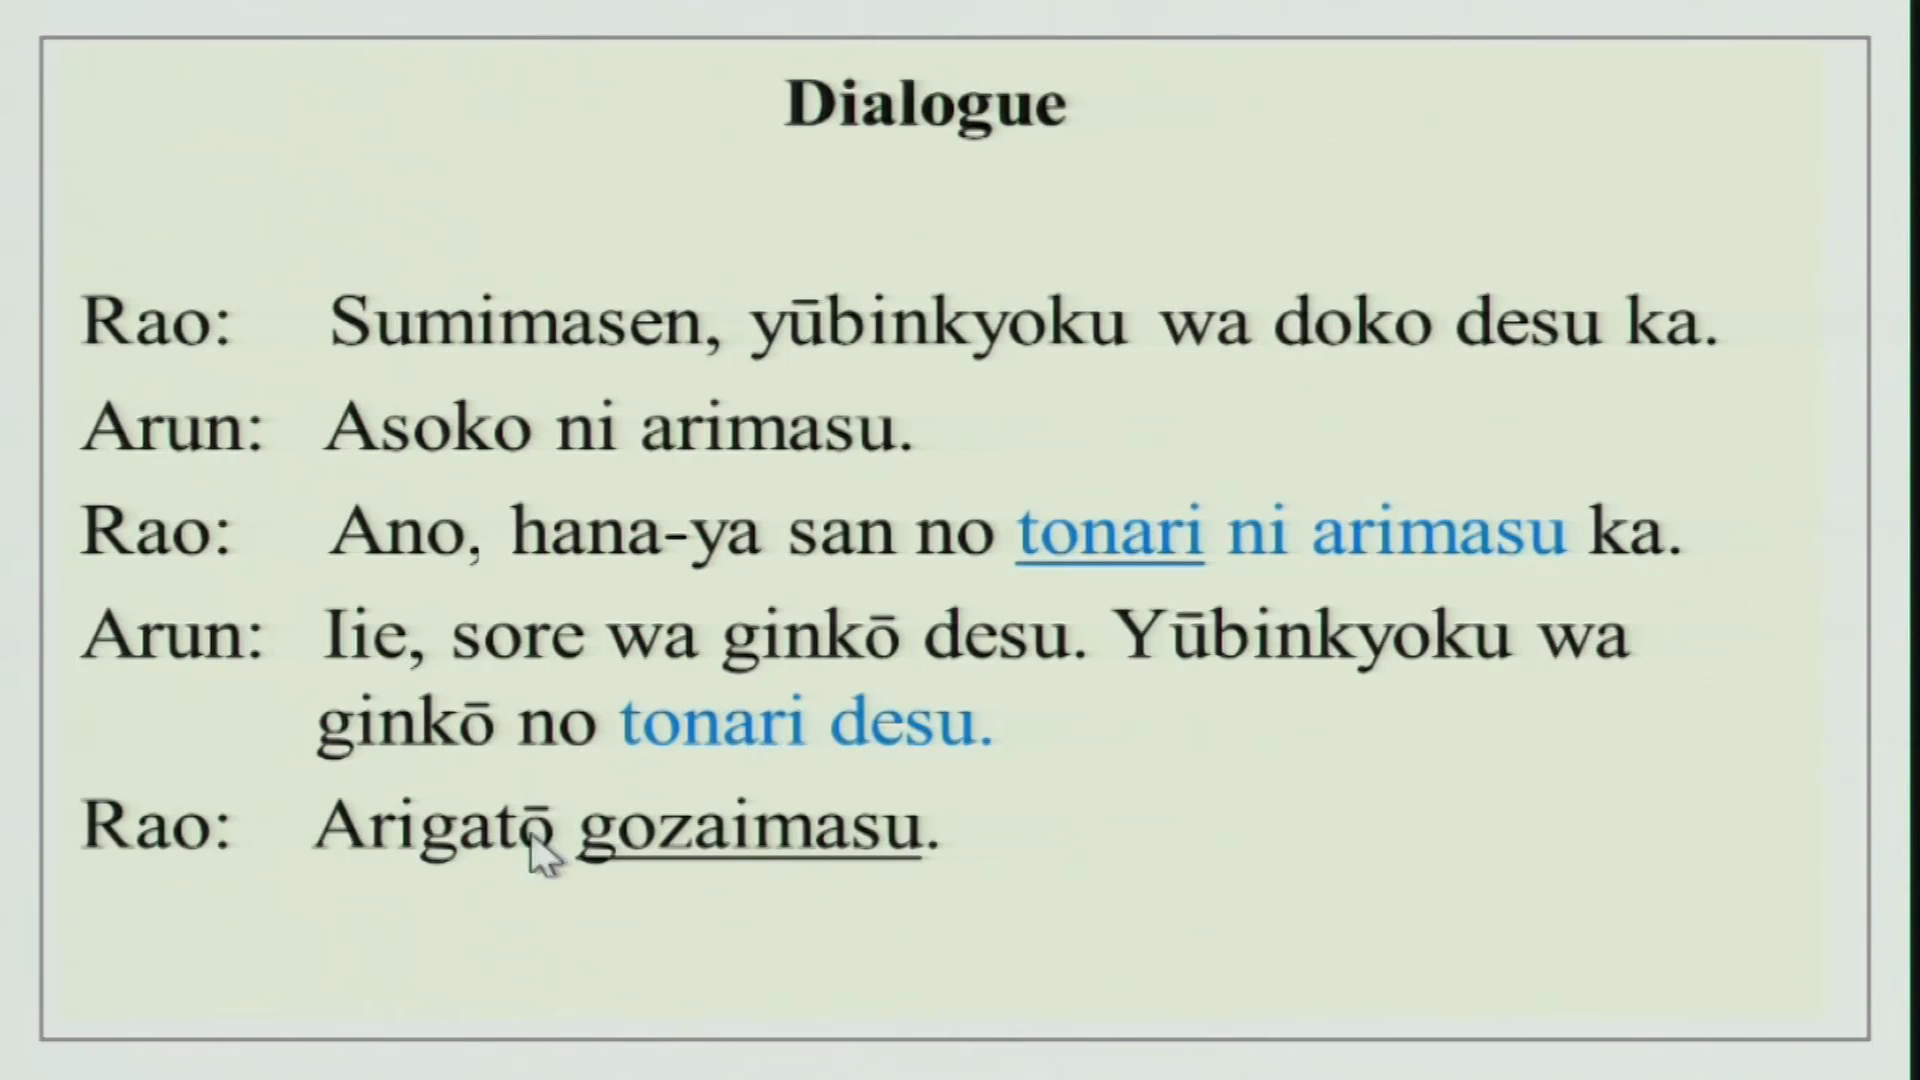 Dialogue
Rao: Sumimasen, yūbinkyoku wa doko desu ka.
Arun: Asoko ni arimasu.
Rao: Ano, hana-ya san no tonari ni arimasu ka.
Arun: Iie, sore wa ginkō desu. Yūbinkyoku wa
ginkō no tonari desu.
Rao: Arigatō gozaimasu.